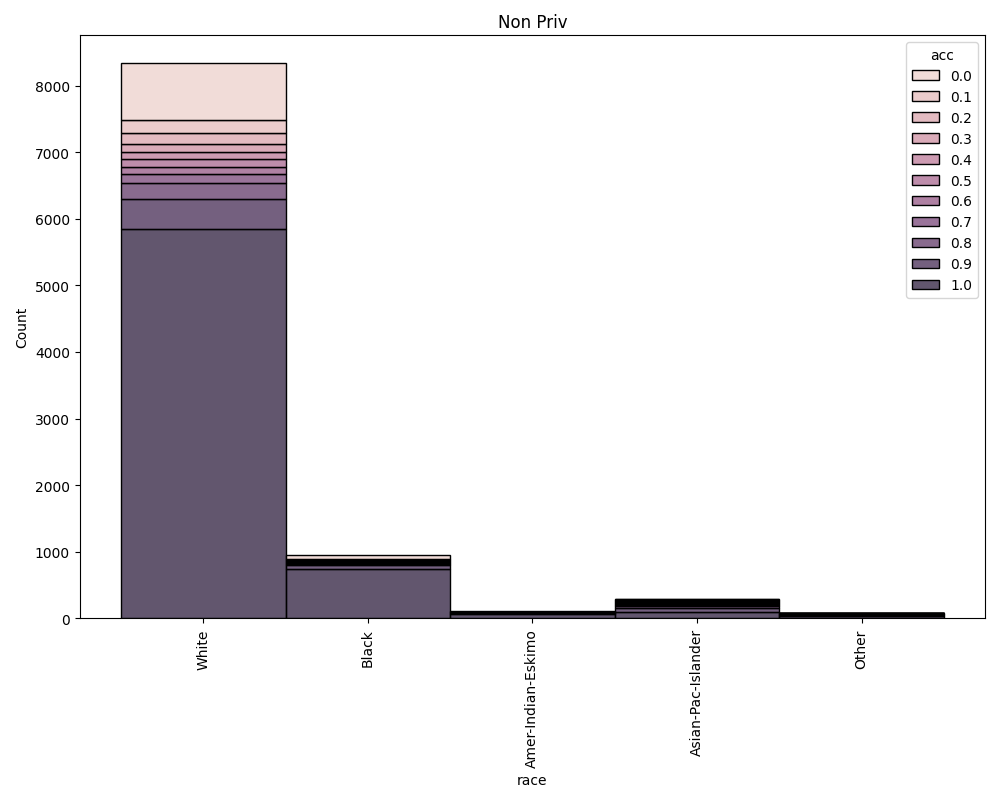 Non Priv
acc
0.0
0.1
0.2
0.3
0.4
0.5
0.6
0.7
0.8
0.9
1.0
8000
7000
6000
5000
4000
3000
2000
1000
0
Count
White
Black
Amer-Indian-Eskimo
Asian-Pac-Islander
Other
race